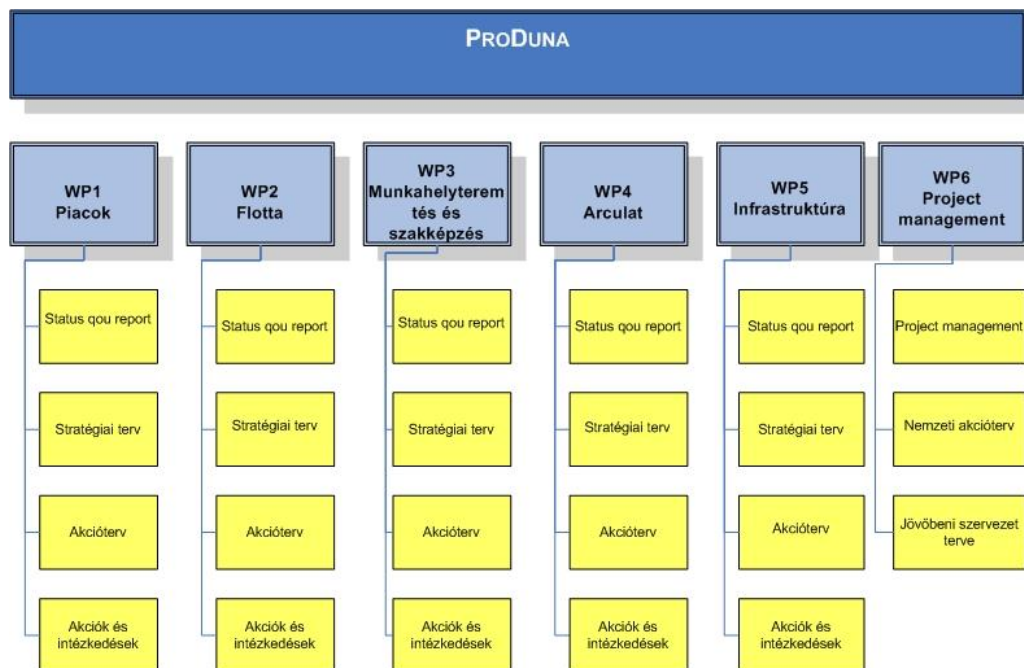 PRODUNA
WP1
Piacok
WP2
Flotta
WP3
Munkahelyterem
tés és
szakképzés
WP4
Arculat
WP5
Infrastruktúra
WP6
Project
management
Status qou report
Status qou report
Status qou report
Status qou report
Status qou report
Project management
Stratégiai terv
Stratégiai terv
Stratégiai terv
Stratégiai terv
Stratégiai terv
Nemzeti akcióterv
Akcióterv
Akcióterv
Akcióterv
Akcióterv
Akcióterv
Jövöbeni szervezet
terve
Akciók és
intézkedések
Akciók és
intézkedések
Akciók és
intézkedések
Akciók és
intézkedések
Akciók és
intézkedések